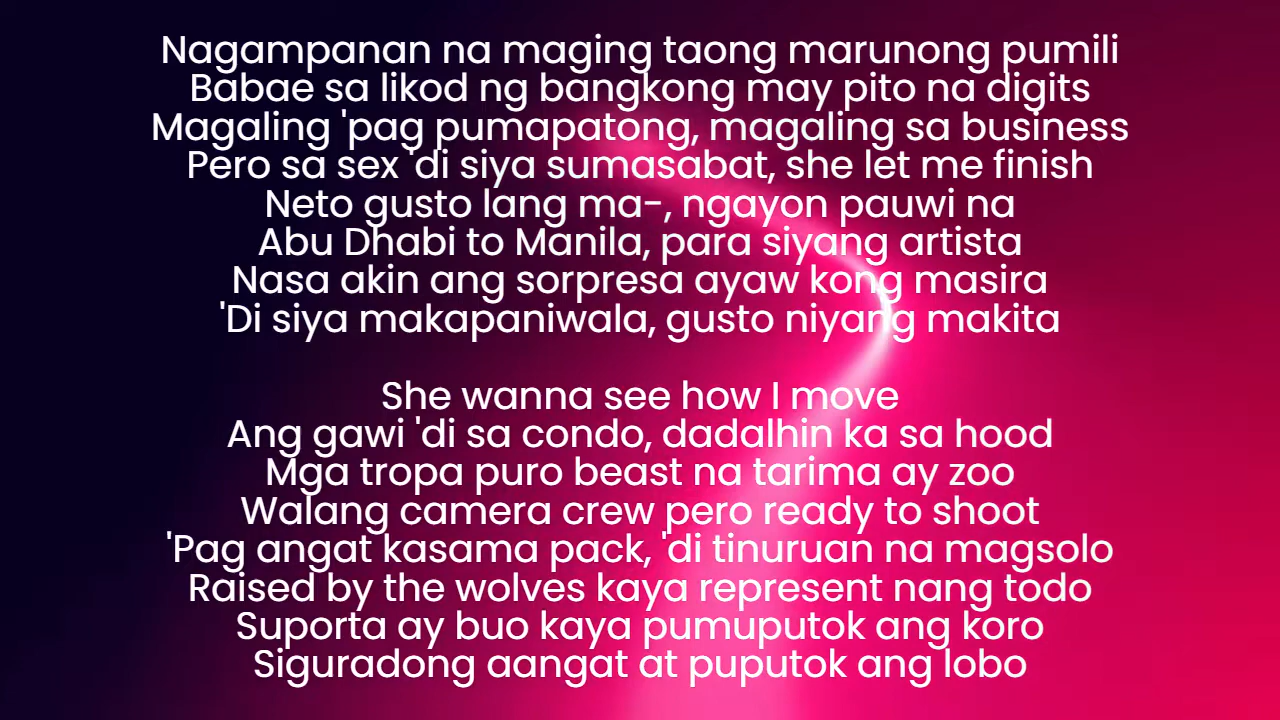 Nagampanan na maging taong marunong pumili
Babae sa likod ng bangkong may pito na digits
Magaling 'pag pumapatong, magaling sa business
Pero sa sex 'di siya sumasabat, she let me finish
Neto gusto lang ma-, ngayon pauwi na
Abu Dhabi to Manila, para siyang artista
Nasa akin ang sorpresa ayaw kong masira
'Di siya makapaniwala, gusto niyang makita
She wanna see how I move
Ang gawi 'di sa condo, dadalhin ka sa hood
Mga tropa puro beast na tarima ay zoo
Walang camera crew pero ready to shoot
'Pag angat kasama pack, 'di tinuruan na magsolo
Raised by the wolves kaya represent nang todo
Suporta ay buo kaya pumuputok ang koro
Siguradong aangat at puputok ang lobo